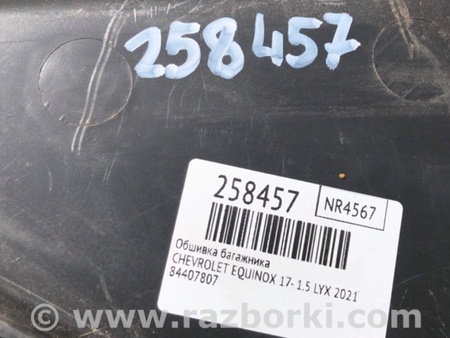 258457
258457
NR4567
Обшивка багажника
CHEVROLET EQUINOX 17- 1.5 LYX 2021
84407807
www.razborki.com